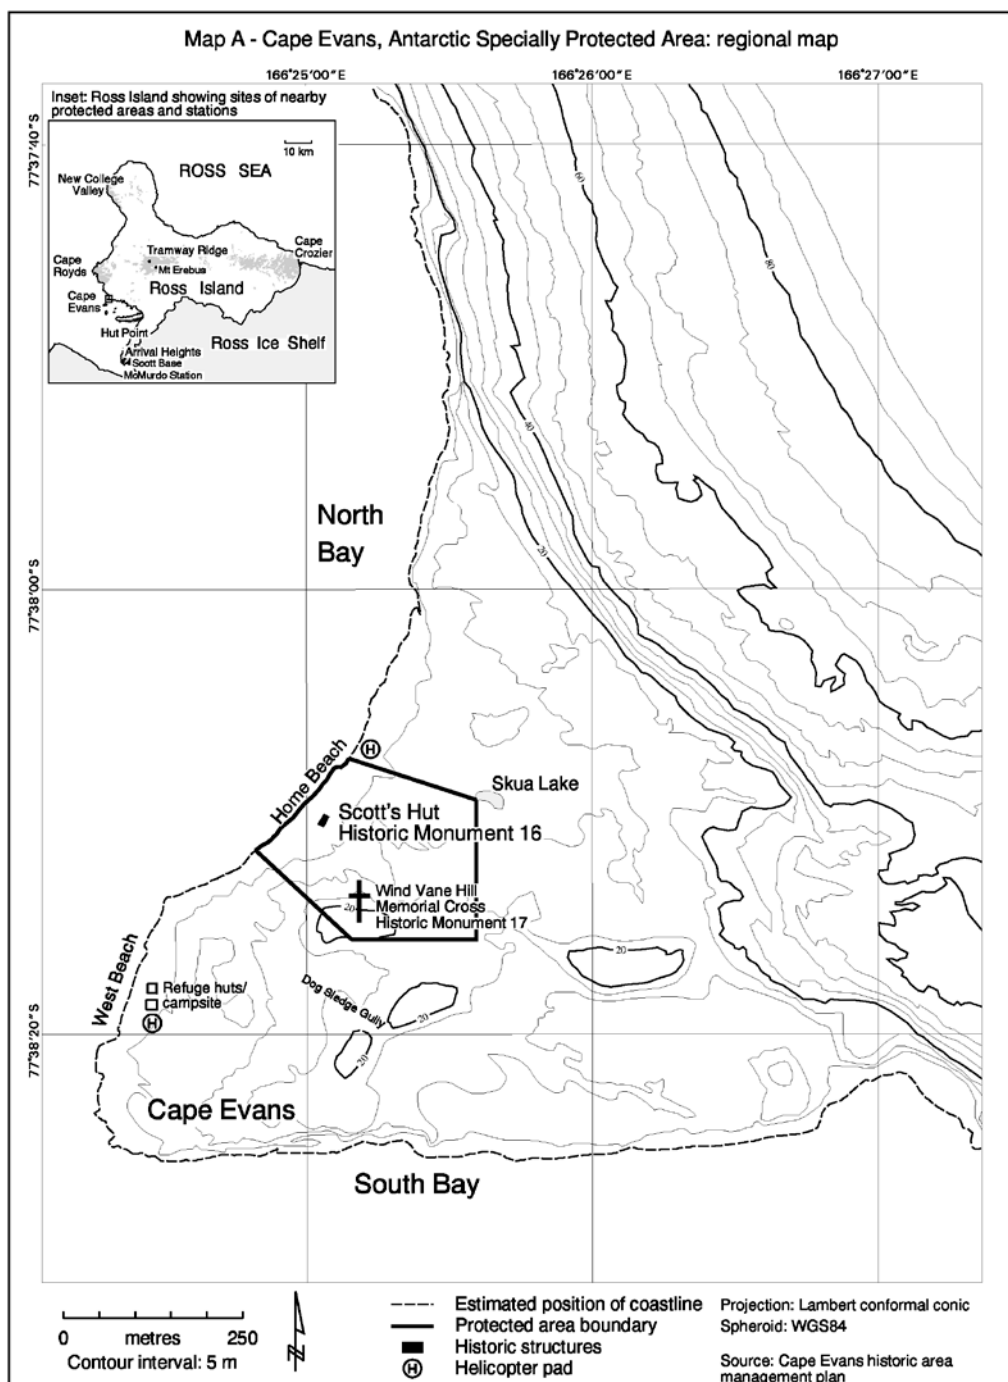 Map A - Cape Evans, Antarctic Specially Protected Area: regional map
166°25'00"E
166°26'00"E
166°27'00"E
Inset: Ross Island showing sites of nearby
protected areas and stations
10 km
ROSS SEA
New College
Valley
Cape
Crozier
Tramway Ridge
Mt Erebus
Cape
Royds
Ross Island
Cape
Evans
Hut Point
Ross Ice Shelf
Arrival Heights
Scott Base
McMurdo Station
77°37'40"S
60
80
40
20
North
Bay
77°38'00"S
Home Beach
H
Skua Lake
Scott's Hut
Historic Monument 16
Wind Vane Hill
Memorial Cross
Historic Monument 17
20
20
West Beach
Refuge huts/
campsite
H
Dog Sledge Gully
20
20
77°38'20"S
Cape Evans
South Bay
0 metres 250
Contour interval: 5 m
N
Estimated position of coastline
Protected area boundary
Historic structures
H Helicopter pad
Projection: Lambert conformal conic
Spheroid: WGS84
Source: Cape Evans historic area
management plan